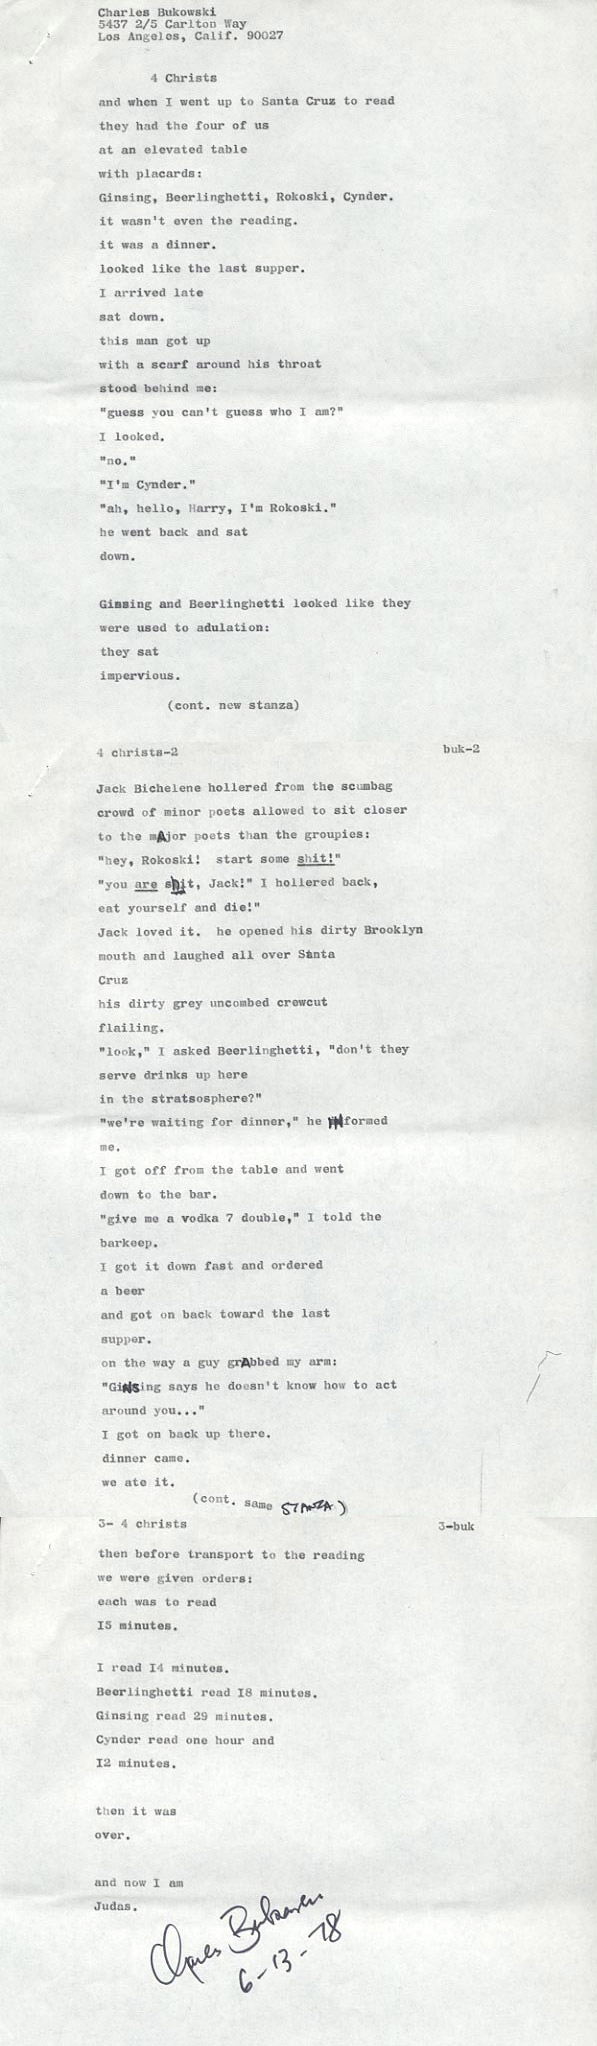 Charles Bukowski
5437 2/5 Carlton Way
Los Angeles, Calif. 90027
4 Christs
and when I went up to Santa Cruz to read
they had the four of us
at an elevated table
with placards:
Ginsing, Beerlinghetti, Rokoski, Cynder.
it wasn't even the reading.
it was a dinner.
looked like the last supper.
I arrived late
sat down.
this man got up
with a scarf around his throat
stood behind me:
"guess you can't guess who I am?"
I looked.
"no."
"I'm Cynder."
"ah, hello, Harry, I'm Rokoski."
he went back and sat
down.
Ginsing and Beerlinghetti looked like they
were used to adulation:
they sat
impervious.
(cont. new stanza)
4 christs-2 buk-2
Jack Bichelene hollered from the scumbag
crowd of minor poets allowed to sit closer
to the mAjor poets than the groupies:
"hey, Rokoski! start some shit!"
"you are shit, Jack!" I hollered back,
eat yourself and die!"
Jack loved it. he opened his dirty Brooklyn
mouth and laughed all over Santa
Cruz
his dirty grey uncombed crewcut
flailing.
"look," I asked Beerlinghetti, "don't they
serve drinks up here
in the stratsosphere?"
"we're waiting for dinner," he INformed
me.
I got off from the table and went
down to the bar.
"give me a vodka 7 double," I told the
barkeep.
I got it down fast and ordered
a beer
and got on back toward the last
supper.
on the way a guy grAbbed my arm:
"GiNSing says he doesn't know how to act
around you..."
I got on back up there.
dinner came.
we ate it.
(cont. same STANZA)
3- 4 christs 3-buk
then before transport to the reading
we were given orders:
each was to read
I5 minutes.
I read I4 minutes.
Beerlinghetti read I8 minutes.
Ginsing read 29 minutes.
Cynder read one hour and
I2 minutes.
then it was
over.
and now I am
Judas.
Charles Bukowski
6-13-78